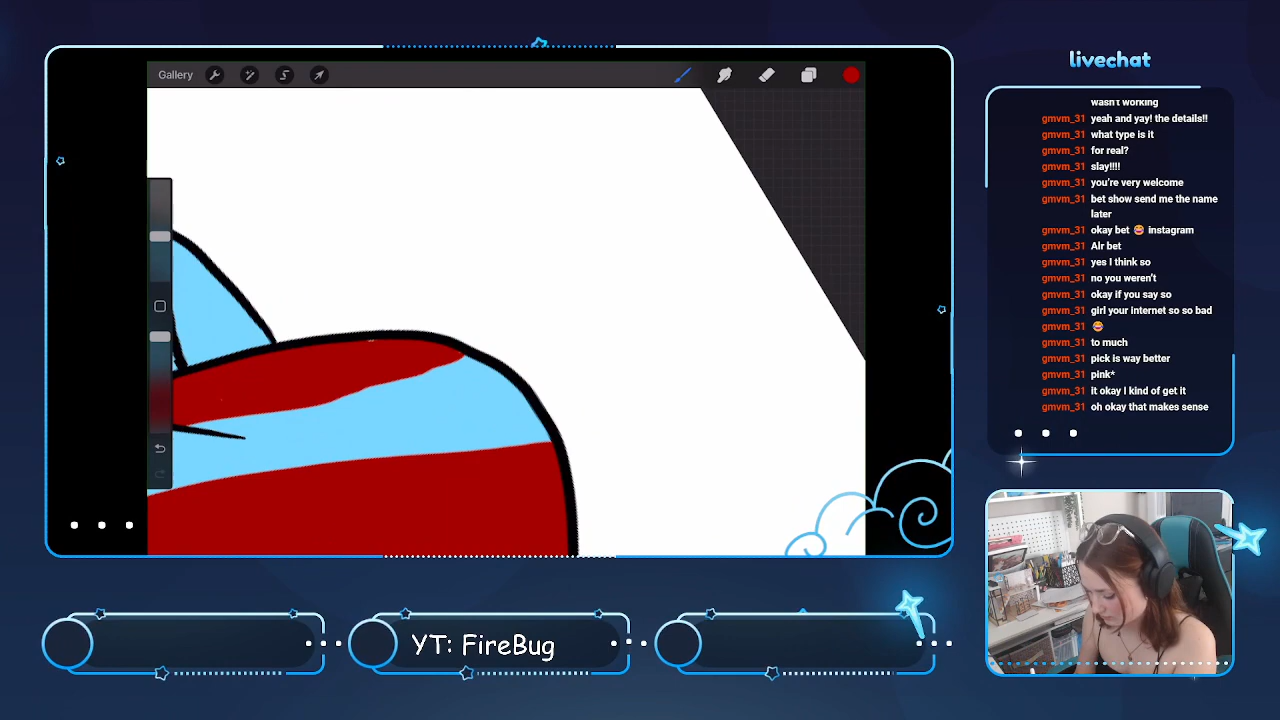 Gallery
livechat
wasn't working
gmvm_31 yeah and yay! the details!!
gmvm_31 what type is it
gmvm_31 for real?
gmvm_31 slay!!!!
gmvm_31 you're very welcome
gmvm_31 bet show send me the name
later
gmvm_31 okay bet 😂 instagram
gmvm_31 Alr bet
gmvm_31 yes I think so
gmvm_31 no you weren't
gmvm_31 okay if you say so
gmvm_31 girl your internet so so bad
gmvm_31 😂
gmvm_31 to much
gmvm_31 pick is way better
gmvm_31 pink*
gmvm_31 it okay I kind of get it
gmvm_31 oh okay that makes sense
YT: FireBug